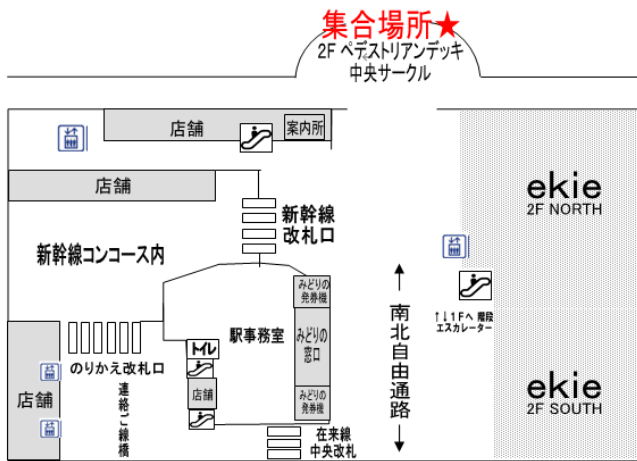 集合場所★
2F ペデストリアンデッキ
中央サークル
店舗
案内所
店舗
新幹線
改札口
新幹線コンコース内
ekie
2F NORTH
みどりの
発券機
駅事務室
みどりの
窓口
トイレ
のりかえ改札口
店舗
連絡こ線橋
店舗
みどりの
発券機
南北自由通路
↑↓1Fへ 階段
エスカレーター
ekie
2F SOUTH
在来線
中央改札